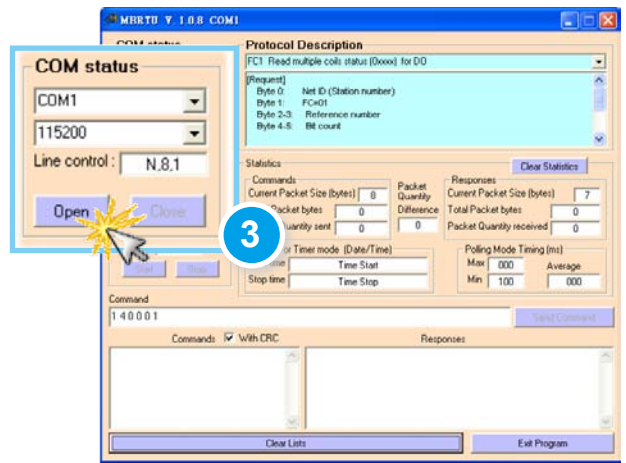 MBRTU V. 1.0.8 COM1
COM status
COM status
COM1
115200
Line control : N,8,1
Open Close
3
Protocol Description
FC1 Read multiple coils status (0xxxx) for DO
[Request]
Byte 0: Net ID (Station number)
Byte 1: FC=01
Byte 2-3: Reference number
Byte 4-5: Bit count
Statistics
Clear Statistics
Commands
Current Packet Size (bytes) 8
Packet bytes 0
uantity sent 0
Packet Quantity Difference
0
Responses
Current Packet Size (bytes) 7
Total Packet bytes 0
Packet Quantity received 0
Timer mode (Date/Time)
Time Start
Stop time Time Stop
Polling Mode Timing (ms)
Max 000 Average
Min 100 000
Start Stop
Command
1 4 0 0 0 1
Send Command
Commands With CRC Responses
Clear Lists Exit Program